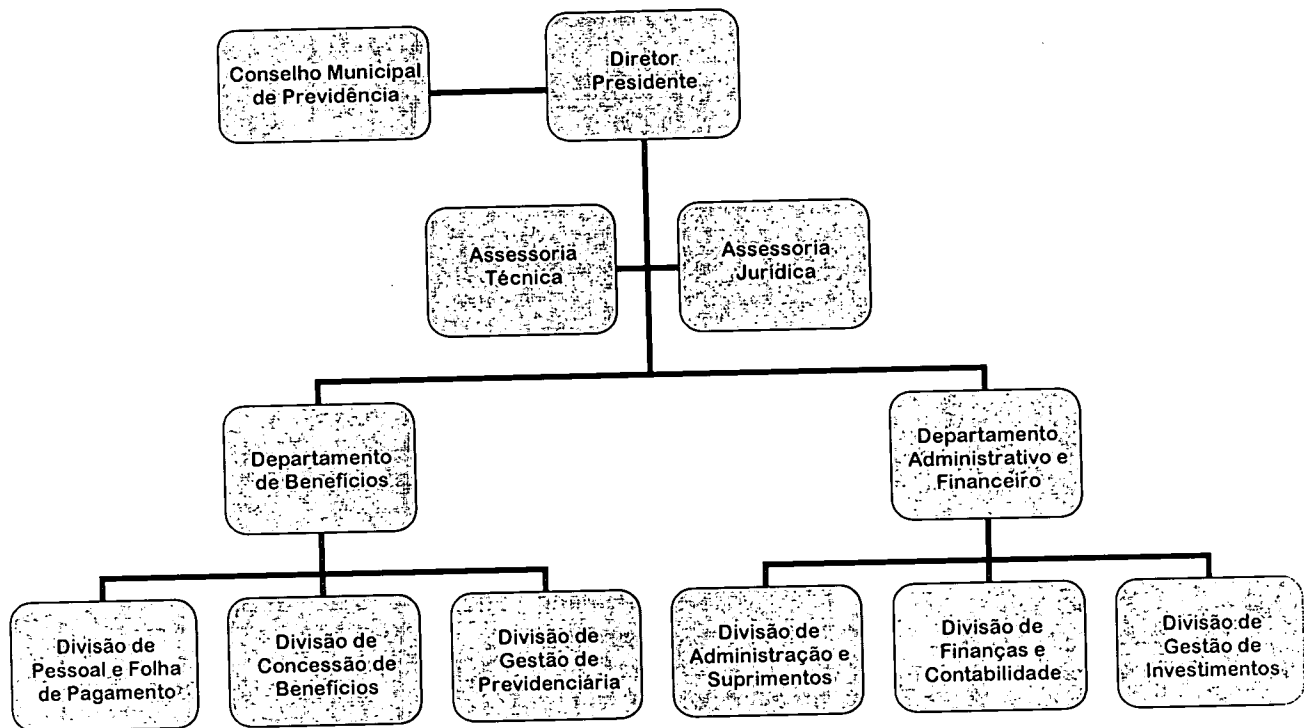 Conselho Municipal
de Previdência
Diretor
Presidente
Assessoria
Técnica
Assessoria
Jurídica
Departamento
de Benefícios
Departamento
Administrativo e
Financeiro
Divisão de
Pessoal e Folha
de Pagamento
Divisão de
Concessão de
Benefícios
Divisão de
Gestão de
Previdenciária
Divisão de
Administração e
Suprimentos
Divisão de
Finanças e
Contabilidade
Divisão de
Gestão de
Investimentos